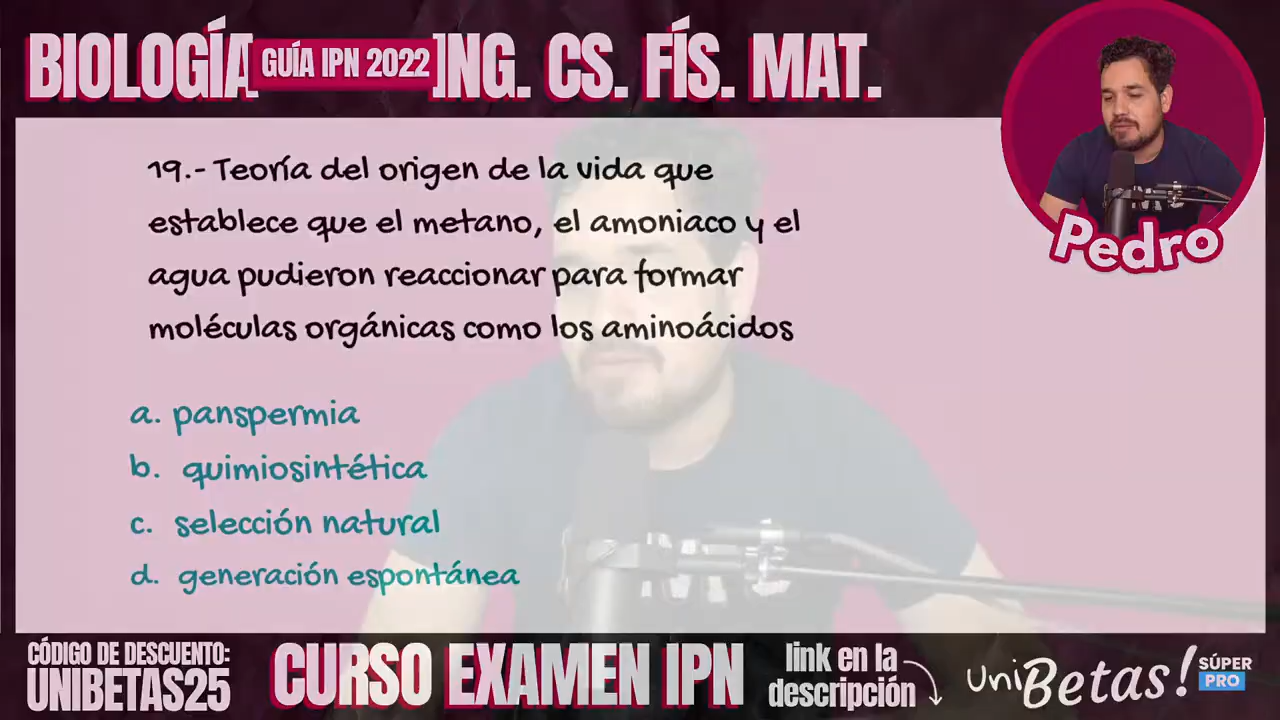 BIOLOGÍA GUÍA IPN 2022 ING. CS. FÍS. MAT.
Pedro
19.- Teoría del origen de la vida que
establece que el metano, el amoniaco y el
agua pudieron reaccionar para formar
moléculas orgánicas como los aminoácidos
a. panspermia
b. quimiosintética
c. selección natural
d. generación espontánea
CÓDIGO DE DESCUENTO:
UNIBETAS25
CURSO EXAMEN IPN
link en la
descripción
UniBetas! SÚPER
PRO